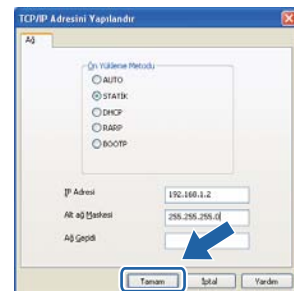 TCP/IP Adresini Yapılandır
Ağ
Ön Yükleme Metodu
AUTO
STATİK
DHCP
RARP
BOOTP
IP Adresi 192.168.1.2
Alt ağ Maskesi 255.255.255.0
Ağ Geçidi
Tamam İptal Yardım